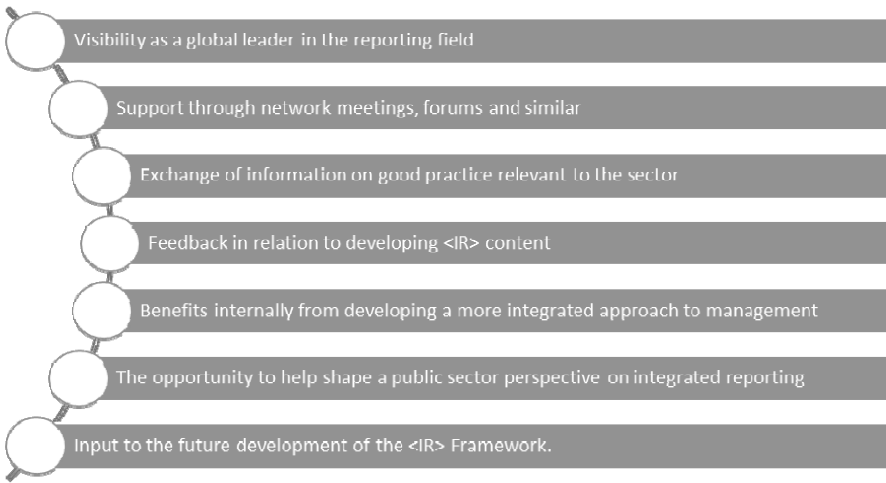 Visibility as a global leader in the reporting field
Support through network meetings, forums and similar
Exchange of information on good practice relevant to the sector
Feedback in relation to developing <IR> content
Benefits internally from developing a more integrated approach to management
The opportunity to help shape a public sector perspective on integrated reporting
Input to the future development of the <IR> Framework.